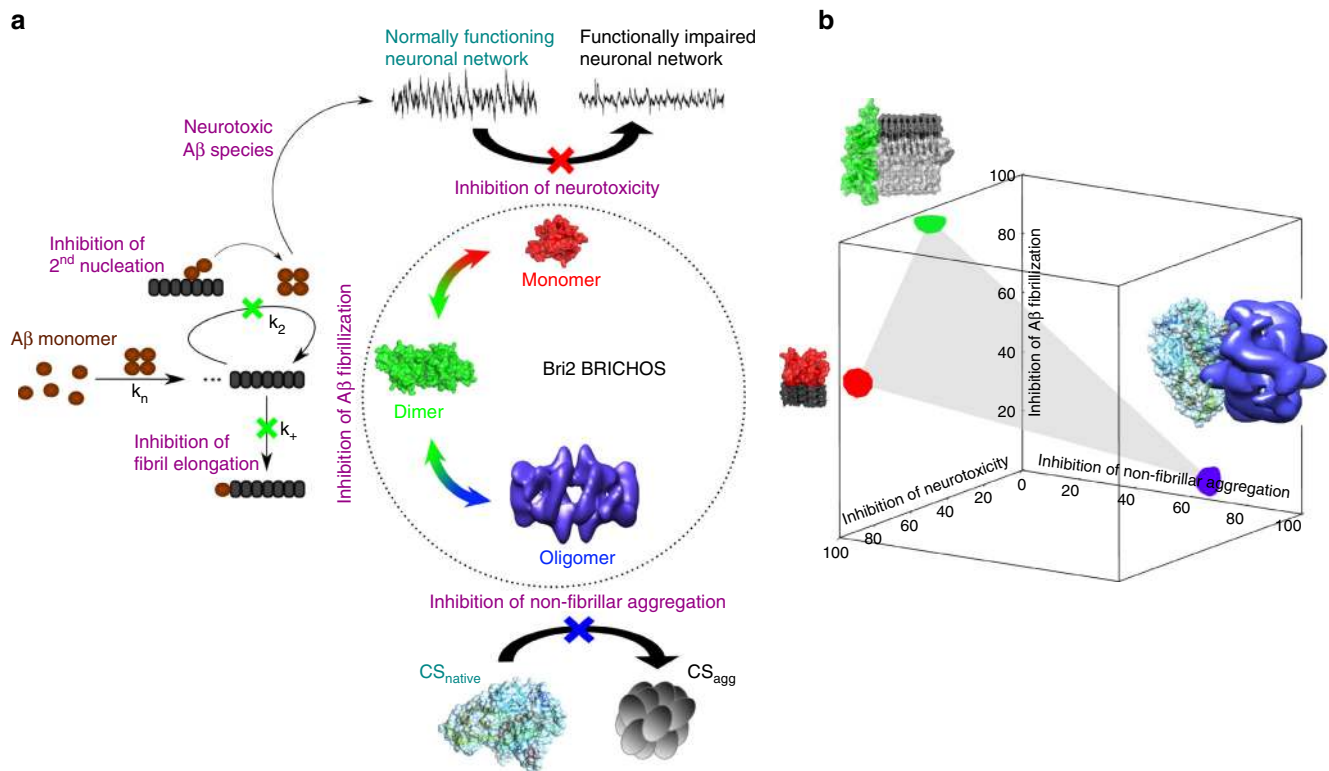 a
Normally functioning
neuronal network
Functionally impaired
neuronal network
Neurotoxic
Aβ species
Inhibition of neurotoxicity
Inhibition of
2nd nucleation
Monomer
k2
Aβ monomer
kn
...
Inhibition of Aβ fibrillization
Bri2 BRICHOS
Dimer
k+
Inhibition of
fibril elongation
Oligomer
Inhibition of non-fibrillar aggregation
CSnative
CSagg
b
100
100
80
60
40
20
Inhibition of Aβ fibrillization
Inhibition of neurotoxicity
Inhibition of non-fibrillar aggregation
0
20
40
60
80
100
20
40
60
80
100